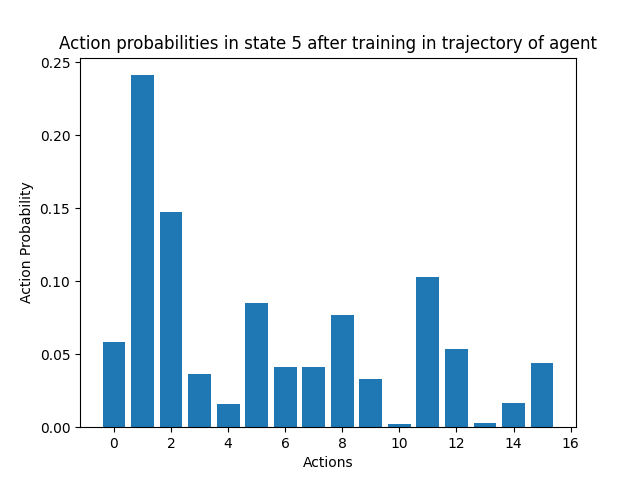 Action probabilities in state 5 after training in trajectory of agent
0.25
0.20
0.15
0.10
0.05
0.00
Action Probability
0 2 4 6 8 10 12 14 16
Actions